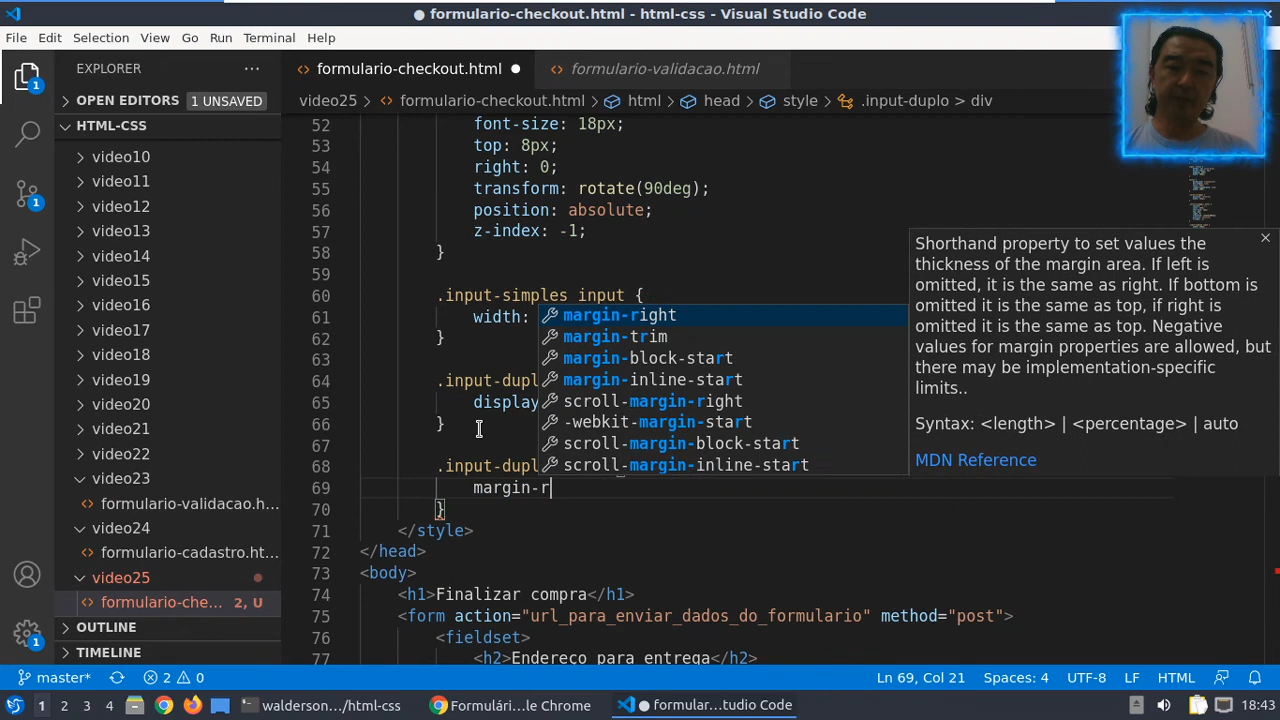 formulario-checkout.html - html-css - Visual Studio Code
File Edit Selection View Go Run Terminal Help
EXPLORER
formulario-checkout.html
formulario-validacao.html
OPEN EDITORS 1 UNSAVED
video25 > formulario-checkout.html > html > head > style > .input-duplo > div
HTML-CSS
video10
video11
video12
video13
video14
video15
video16
video17
video18
video19
video20
video21
video22
video23
formulario-validacao.h...
video24
formulario-cadastro.ht...
video25
formulario-che... 2, U
OUTLINE
TIMELINE
52 font-size: 18px;
53 top: 8px;
54 right: 0;
55 transform: rotate(90deg);
56 position: absolute;
57 z-index: -1;
58 }
59
60 .input-simples input {
61 width:
62 }
63
64 .input-dupl
65 display
66 }
67
68 .input-dupl
69 margin-r
70 }
71 </style>
72 </head>
73 <body>
74 <h1>Finalizar compra</h1>
75 <form action="url_para_enviar_dados_do_formulario" method="post">
76 <fieldset>
77 <h2>Endereco para entrega</h2>
margin-right
margin-trim
margin-block-start
margin-inline-start
scroll-margin-right
-webkit-margin-start
scroll-margin-block-start
scroll-margin-inline-start
Shorthand property to set values the
thickness of the margin area. If left is
omitted, it is the same as right. If bottom is
omitted it is the same as top, if right is
omitted it is the same as top. Negative
values for margin properties are allowed, but
there may be implementation-specific
limits..
Syntax: <length> | <percentage> | auto
MDN Reference
master* 2 0
Ln 69, Col 21 Spaces: 4 UTF-8 LF HTML
1 2 3 4 walderson...s/html-css Formulári...le Chrome formular...tudio Code 18:43